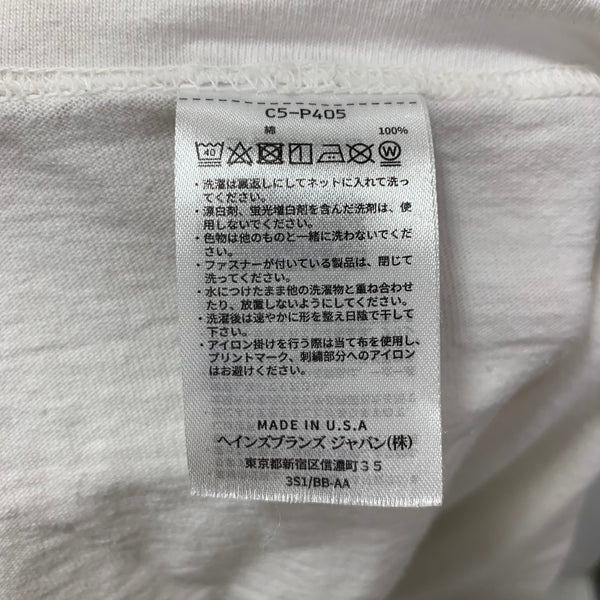 C5-P405
綿 100%
40 W
・洗濯は裏返しにしてネットに入れて洗っ
てください。
・漂白剤、蛍光増白剤を含んだ洗剤は、使
用しないでください。
・色物は他のものと一緒に洗わないでくだ
さい。
・ファスナーが付いている製品は、閉じて
洗ってください。
・水につけたまま他の洗濯物と重ね合わせ
たり、放置しないようにしてください。
・洗濯後は速やかに形を整え日陰で干して
下さい。
・アイロン掛けを行う際は当て布を使用し、
プリントマーク、刺繍部分へのアイロン
はお避けください。
MADE IN U.S.A
ヘインズブランズ ジャパン(株)
東京都新宿区信濃町35
3S1/BB-AA